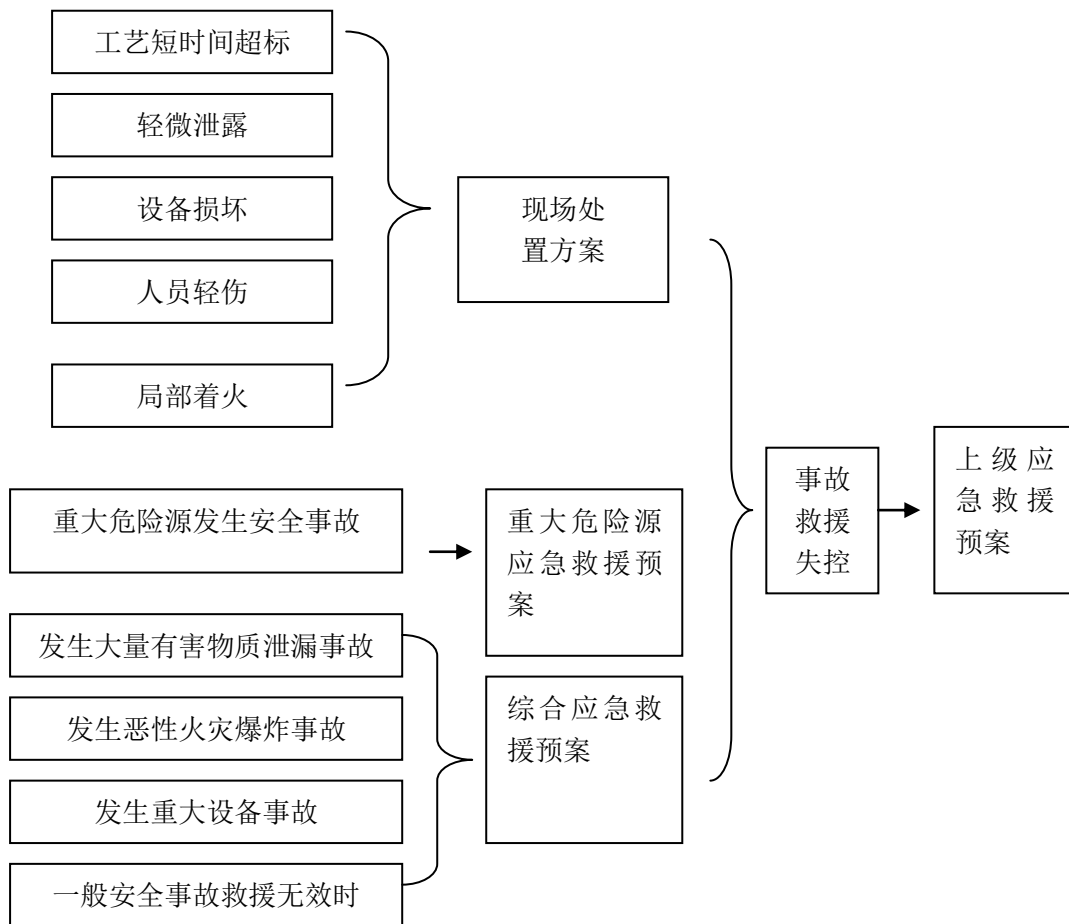 工艺短时间超标
轻微泄露
设备损坏
人员轻伤
局部着火
现场处
置方案
重大危险源发生安全事故
重大危险源
应急救援预
案
发生大量有害物质泄漏事故
发生恶性火灾爆炸事故
发生重大设备事故
一般安全事故救援无效时
综合应急救
援预案
事故
救援
失控
上级应
急救援
预案